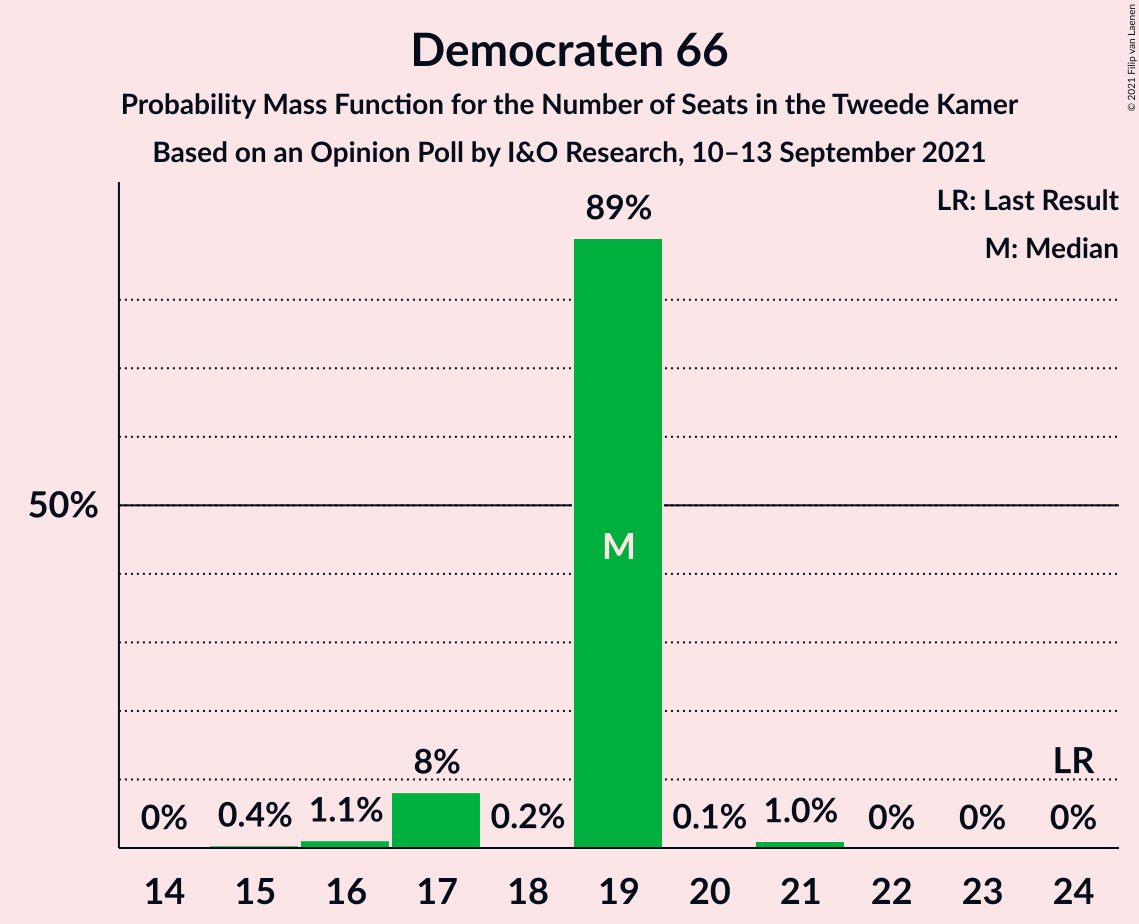 Democraten 66
Probability Mass Function for the Number of Seats in the Tweede Kamer
Based on an Opinion Poll by I&O Research, 10–13 September 2021
© 2021 Filip van Laenen
LR: Last Result
M: Median
89%
50%
M
8%
LR
0% 0.4% 1.1% 0.2% 0.1% 1.0% 0% 0% 0%
14 15 16 17 18 19 20 21 22 23 24